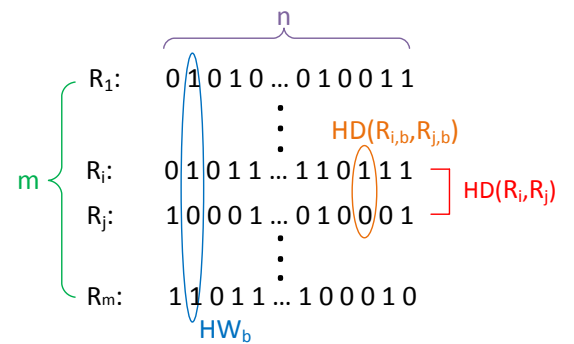 n
R1: 0 1 0 1 0 ... 0 1 0 0 1 1
HD(Ri,b,Rj,b)
Ri: 0 1 0 1 1 ... 1 1 0 1 1 1
m
HD(Ri,Rj)
Rj: 1 0 0 0 1 ... 0 1 0 0 0 1
Rm: 1 1 0 1 1 ... 1 0 0 0 1 0
HWb